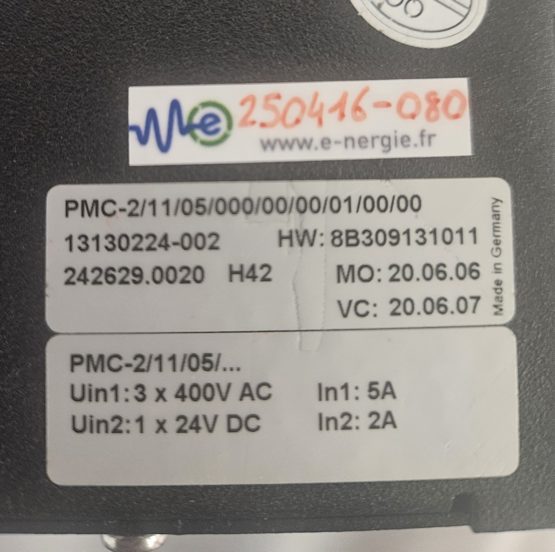 e 250416-080
www.e-nergie.fr
PMC-2/11/05/000/00/00/01/00/00
13130224-002 HW: 8B309131011
242629.0020 H42 MO: 20.06.06
VC: 20.06.07
Made in Germany
PMC-2/11/05/...
Uin1: 3 x 400V AC In1: 5A
Uin2: 1 x 24V DC In2: 2A